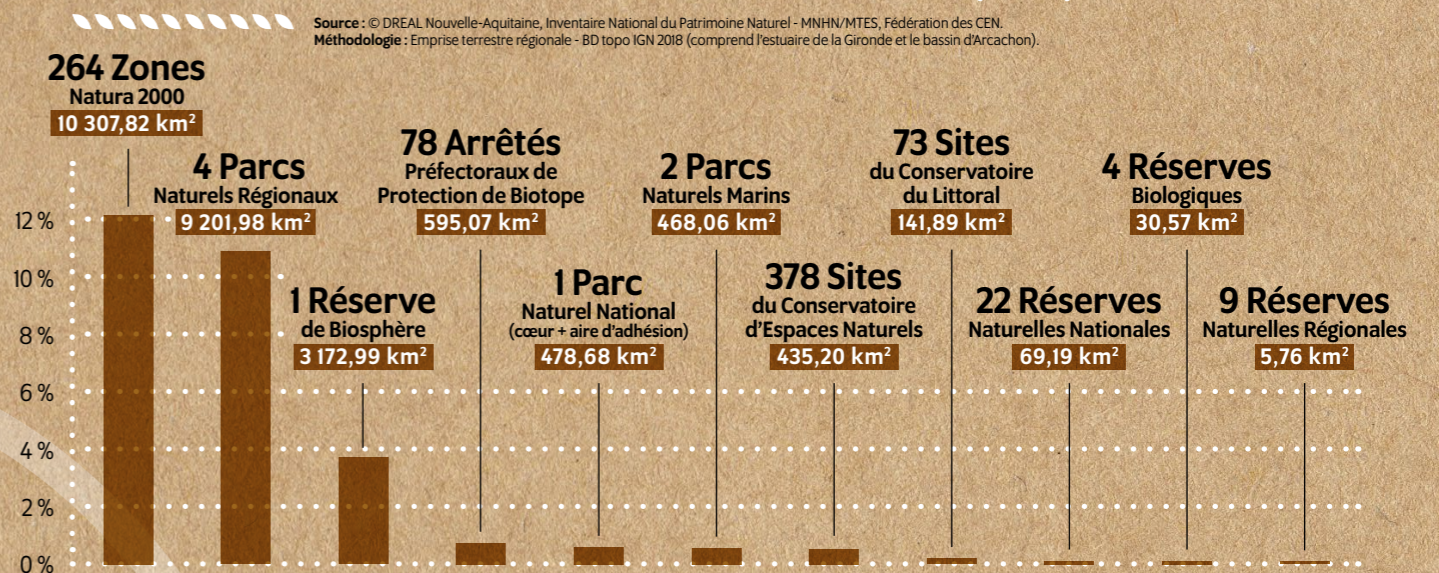 Source : © DREAL Nouvelle-Aquitaine, Inventaire National du Patrimoine Naturel - MNHN/MTES, Fédération des CEN.
Méthodologie : Emprise terrestre régionale - BD topo IGN 2018 (comprend l'estuaire de la Gironde et le bassin d'Arcachon).
264 Zones
Natura 2000
10 307,82 km²
4 Parcs
Naturels Régionaux
9 201,98 km²
1 Réserve
de Biosphère
3 172,99 km²
78 Arrêtés
Préfectoraux de
Protection de Biotope
595,07 km²
1 Parc
Naturel National
(cœur + aire d'adhésion)
478,68 km²
2 Parcs
Naturels Marins
468,06 km²
378 Sites
du Conservatoire
d'Espaces Naturels
435,20 km²
73 Sites
du Conservatoire
du Littoral
141,89 km²
22 Réserves
Naturelles Nationales
69,19 km²
4 Réserves
Biologiques
30,57 km²
9 Réserves
Naturelles Régionales
5,76 km²
12 %
10 %
8 %
6 %
4 %
2 %
0 %